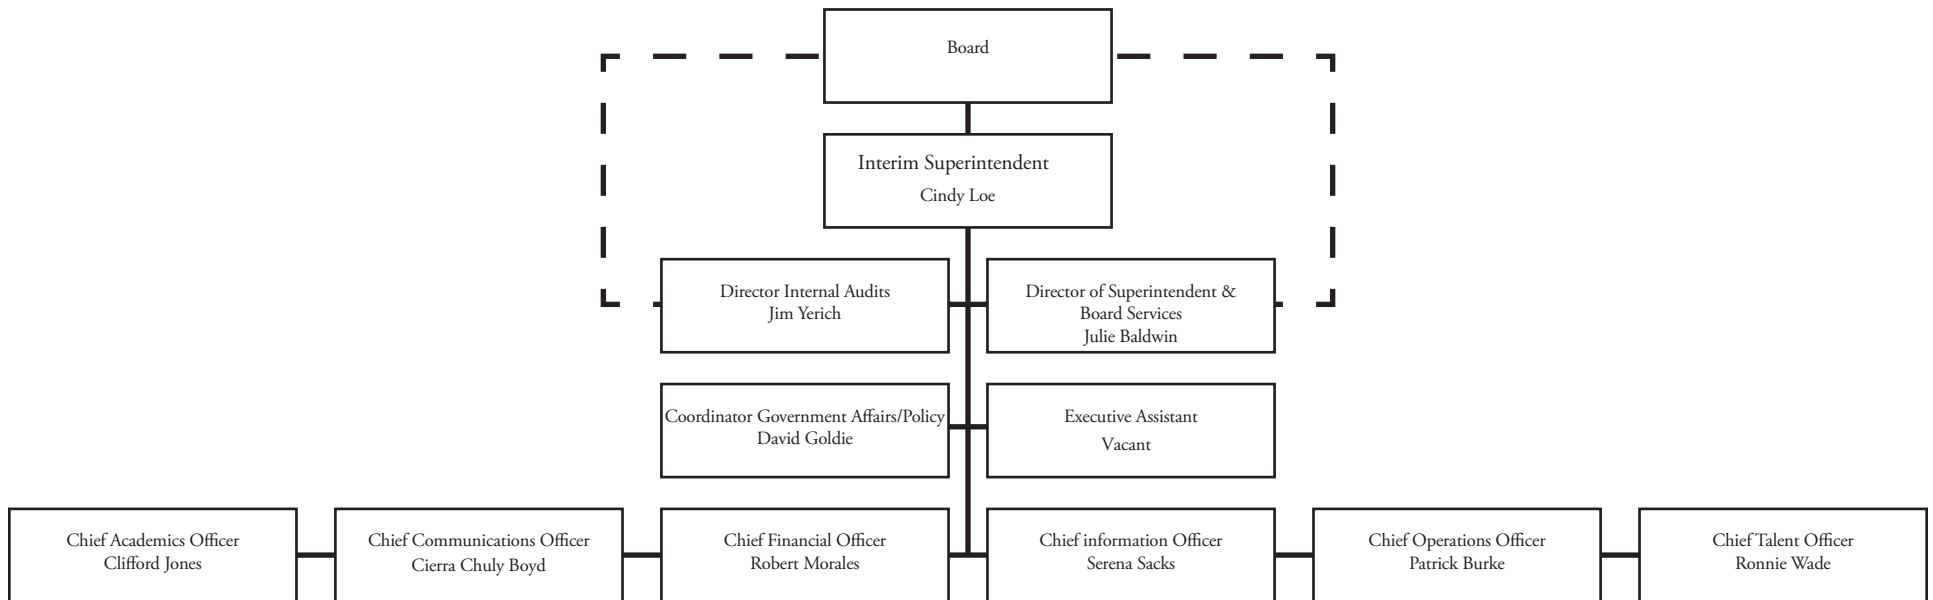 Board
Interim Superintendent
Cindy Loe
Director Internal Audits
Jim Yerich
Director of Superintendent &
Board Services
Julie Baldwin
Coordinator Government Affairs/Policy
David Goldie
Executive Assistant
Vacant
Chief Academics Officer
Clifford Jones
Chief Communications Officer
Cierra Chuly Boyd
Chief Financial Officer
Robert Morales
Chief information Officer
Serena Sacks
Chief Operations Officer
Patrick Burke
Chief Talent Officer
Ronnie Wade